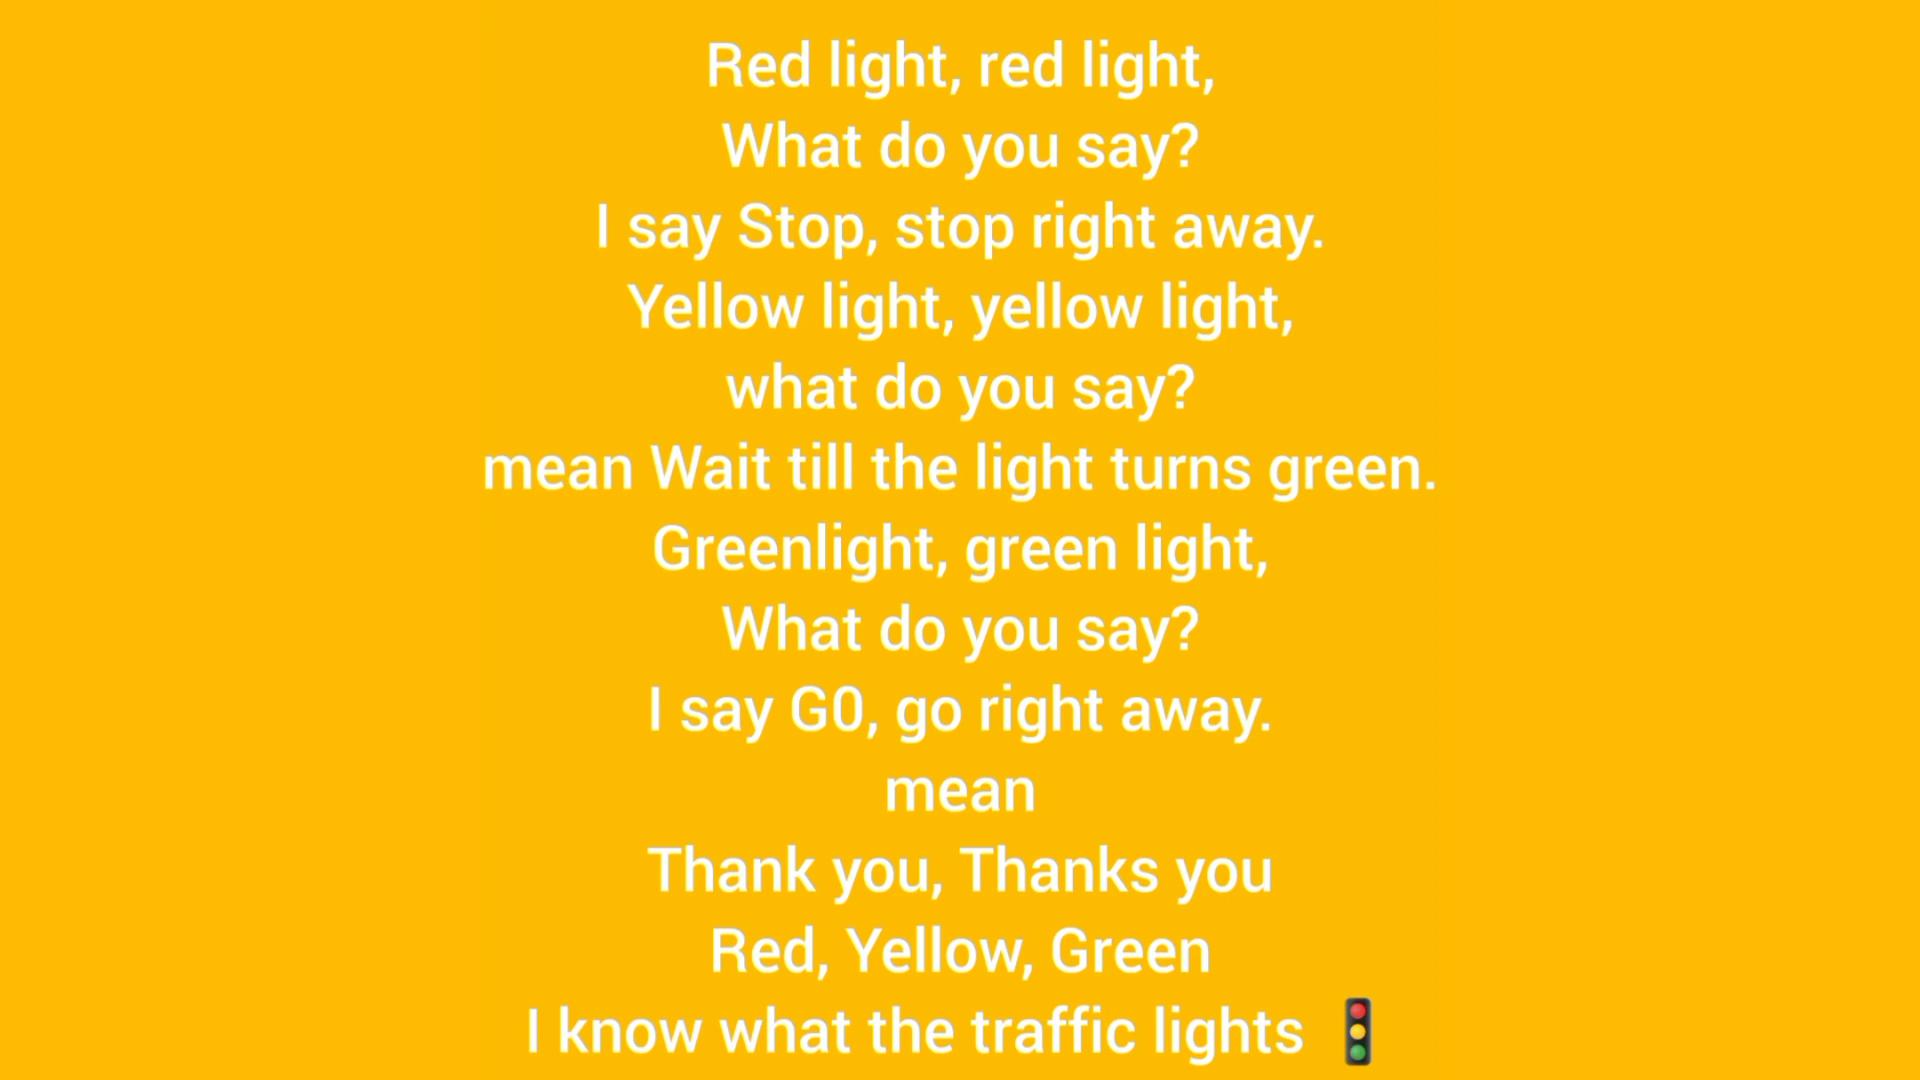 Red light, red light,
What do you say?
I say Stop, stop right away.
Yellow light, yellow light,
what do you say?
mean Wait till the light turns green.
Greenlight, green light,
What do you say?
I say G0, go right away.
mean
Thank you, Thanks you
Red, Yellow, Green
I know what the traffic lights 🚦